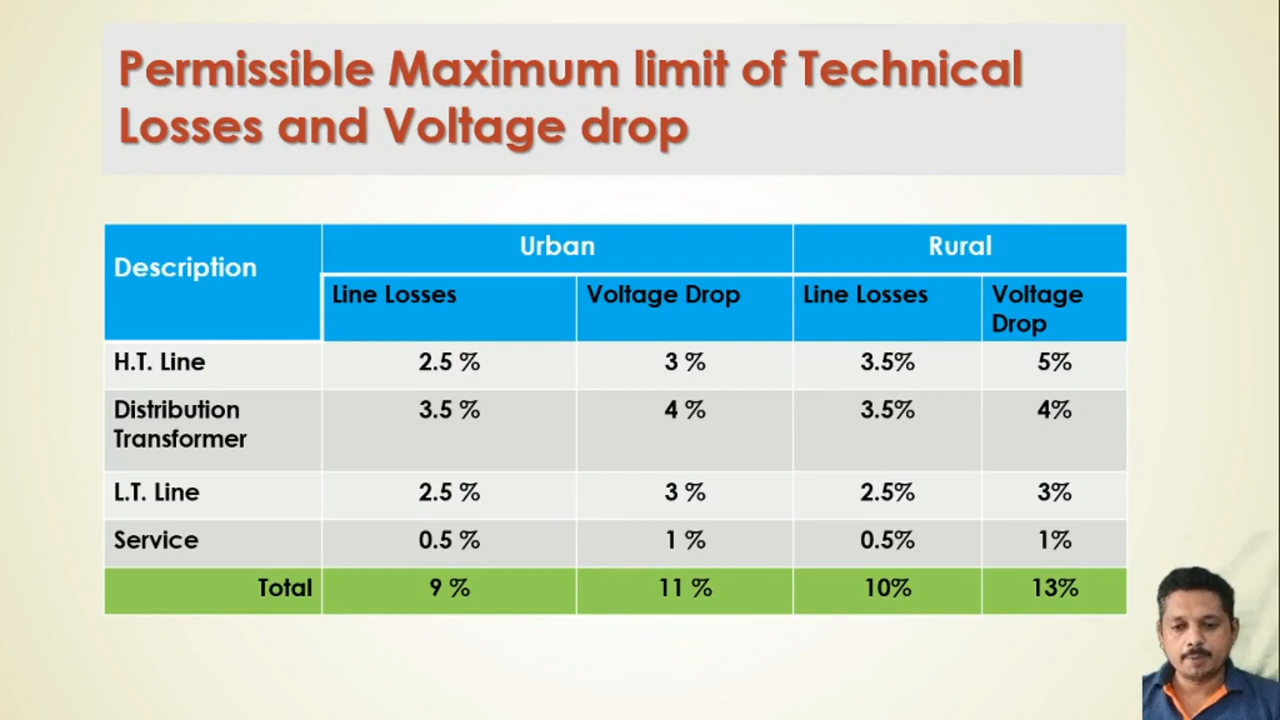 Permissible Maximum limit of Technical
Losses and Voltage drop
Description Urban Rural
Line Losses Voltage Drop Line Losses Voltage
Drop
H.T. Line 2.5 % 3 % 3.5% 5%
Distribution
Transformer 3.5 % 4 % 3.5% 4%
L.T. Line 2.5 % 3 % 2.5% 3%
Service 0.5 % 1 % 0.5% 1%
Total 9 % 11 % 10% 13%